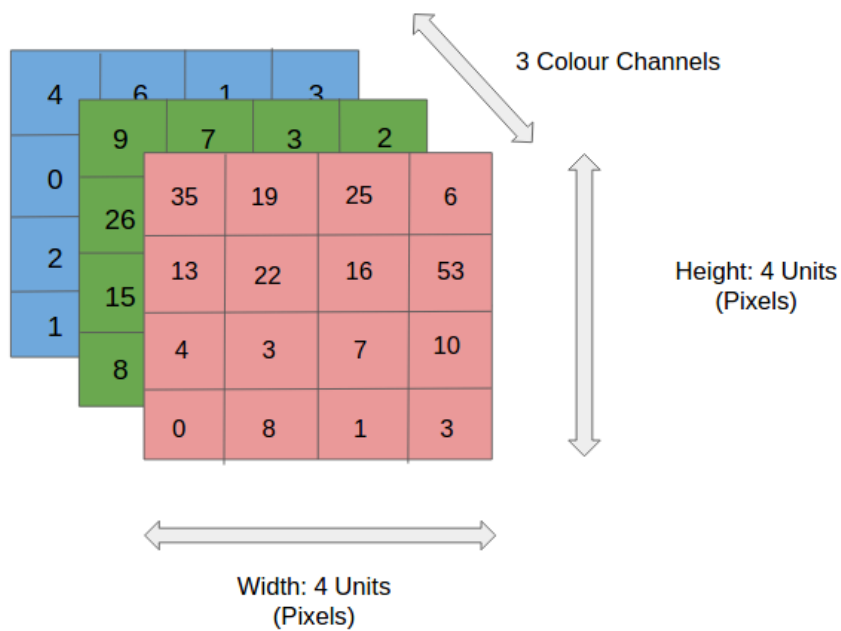 3 Colour Channels
4 6 1 3
9 7 3 2
0
35 19 25 6
26
13 22 16 53
2
15
4 3 7 10
1
8
0 8 1 3
Height: 4 Units
(Pixels)
Width: 4 Units
(Pixels)